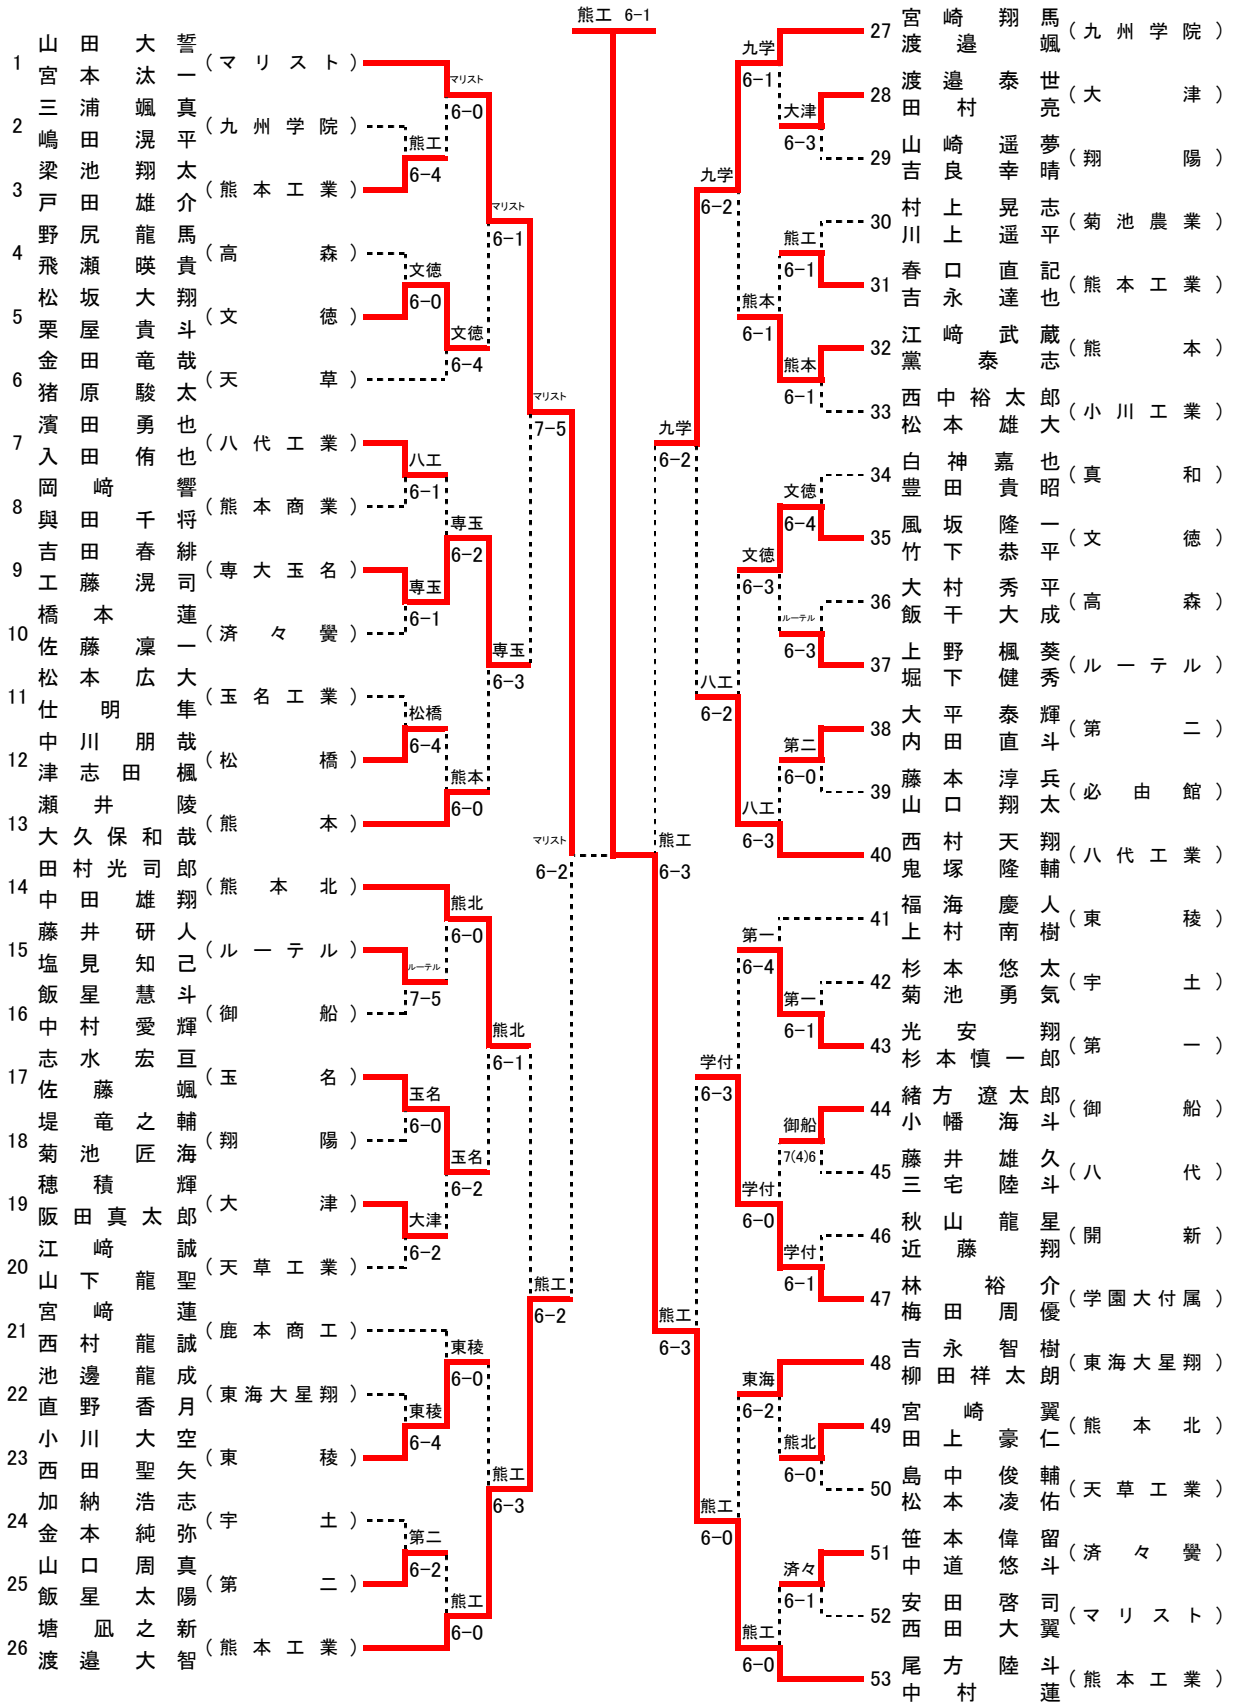 熊工 6-1
1 山田大誓 宮本汰一 (マリスト)
2 三浦颯真 嶋田滉平 (九州学院)
3 梁池翔太 戸田雄介 (熊本工業)
4 野尻龍馬 飛瀬暎貴 (高森)
5 松坂大翔 栗屋貴斗 (文徳)
6 金田竜哉 猪原駿太 (天草)
7 濱田勇也 入田侑也 (八代工業)
8 岡﨑響 與田千将 (熊本商業)
9 吉田春緋 工藤滉司 (専大玉名)
10 橋本蓮 佐藤凜一 (済々黌)
11 松本広大 仕明隼 (玉名工業)
12 中川朋哉 津志田楓 (松橋)
13 瀬井陵 大久保和哉 (熊本)
14 田村光司郎 中田雄翔 (熊本北)
15 藤井研人 塩見知己 (ルーテル)
16 飯星慧斗 中村愛輝 (御船)
17 志水宏亘 佐藤颯 (玉名)
18 堤竜之輔 菊池匠海 (翔陽)
19 穂積輝 阪田真太郎 (大津)
20 江﨑誠 山下龍聖 (天草工業)
21 宮﨑蓮 西村龍誠 (鹿本商工)
22 池邊龍成 直野香月 (東海大星翔)
23 小川大空 西田聖矢 (東稜)
24 加納浩志 金本純弥 (宇土)
25 山口周真 飯星太陽 (第二)
26 塘凪之新 渡邉大智 (熊本工業)
マリスト 6-0
熊工 6-4
マリスト 6-1
文徳 6-0
文徳 6-4
マリスト 7-5
八工 6-1
専玉 6-2
専玉 6-1
専玉 6-3
松橋 6-4
熊本 6-0
マリスト 6-2
熊北 6-0
ルーテル 7-5
熊北 6-1
玉名 6-0
玉名 6-2
大津 6-2
熊工 6-2
東稜 6-0
東稜 6-4
熊工 6-3
第二 6-2
熊工 6-0
27 宮崎翔馬 渡邉颯 (九州学院)
28 渡邉泰世 田村亮 (大津)
29 山崎遥夢 吉良幸晴 (翔陽)
30 村上晃志 川上遥平 (菊池農業)
31 春口直記 吉永達也 (熊本工業)
32 江﨑武蔵 黨泰志 (熊本)
33 西中裕太郎 松本雄大 (小川工業)
34 白神嘉也 豊田貴昭 (真和)
35 風坂隆一 竹下恭平 (文徳)
36 大村秀平 飯干大成 (高森)
37 上野楓葵 堀下健秀 (ルーテル)
38 大平泰輝 内田直斗 (第二)
39 藤本淳兵 山口翔太 (必由館)
40 西村天翔 鬼塚隆輔 (八代工業)
41 福海慶人 上村南樹 (東稜)
42 杉本悠太 菊池勇気 (宇土)
43 光安翔 杉本慎一郎 (第一)
44 緒方遼太郎 小幡海斗 (御船)
45 藤井雄久 三宅陸斗 (八代)
46 秋山龍星 近藤翔 (開新)
47 林裕介 梅田周優 (学園大付属)
48 吉永智樹 柳田祥太朗 (東海大星翔)
49 宮崎翼 田上豪仁 (熊本北)
50 島中俊輔 松本凌佑 (天草工業)
51 笹本偉留 中道悠斗 (済々黌)
52 安田啓司 西田大翼 (マリスト)
53 尾方陸斗 中村蓮 (熊本工業)
九学 6-1
大津 6-3
九学 6-2
熊工 6-1
熊本 6-1
熊本 6-1
九学 6-2
文徳 6-4
文徳 6-3
ルーテル 6-3
八工 6-2
第二 6-0
八工 6-3
熊工 6-3
第一 6-4
第一 6-1
学付 6-3
御船 7(4)6
学付 6-0
学付 6-1
熊工 6-3
東海 6-2
熊北 6-0
熊工 6-0
済々 6-1
熊工 6-0